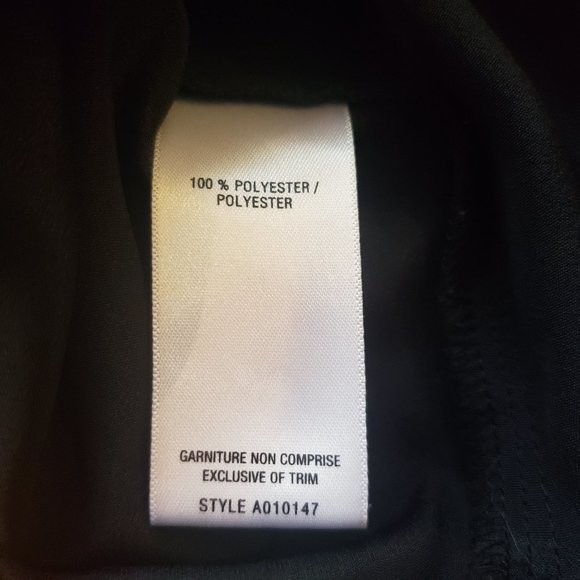 100 % POLYESTER /
POLYESTER
GARNITURE NON COMPRISE
EXCLUSIVE OF TRIM
STYLE A010147